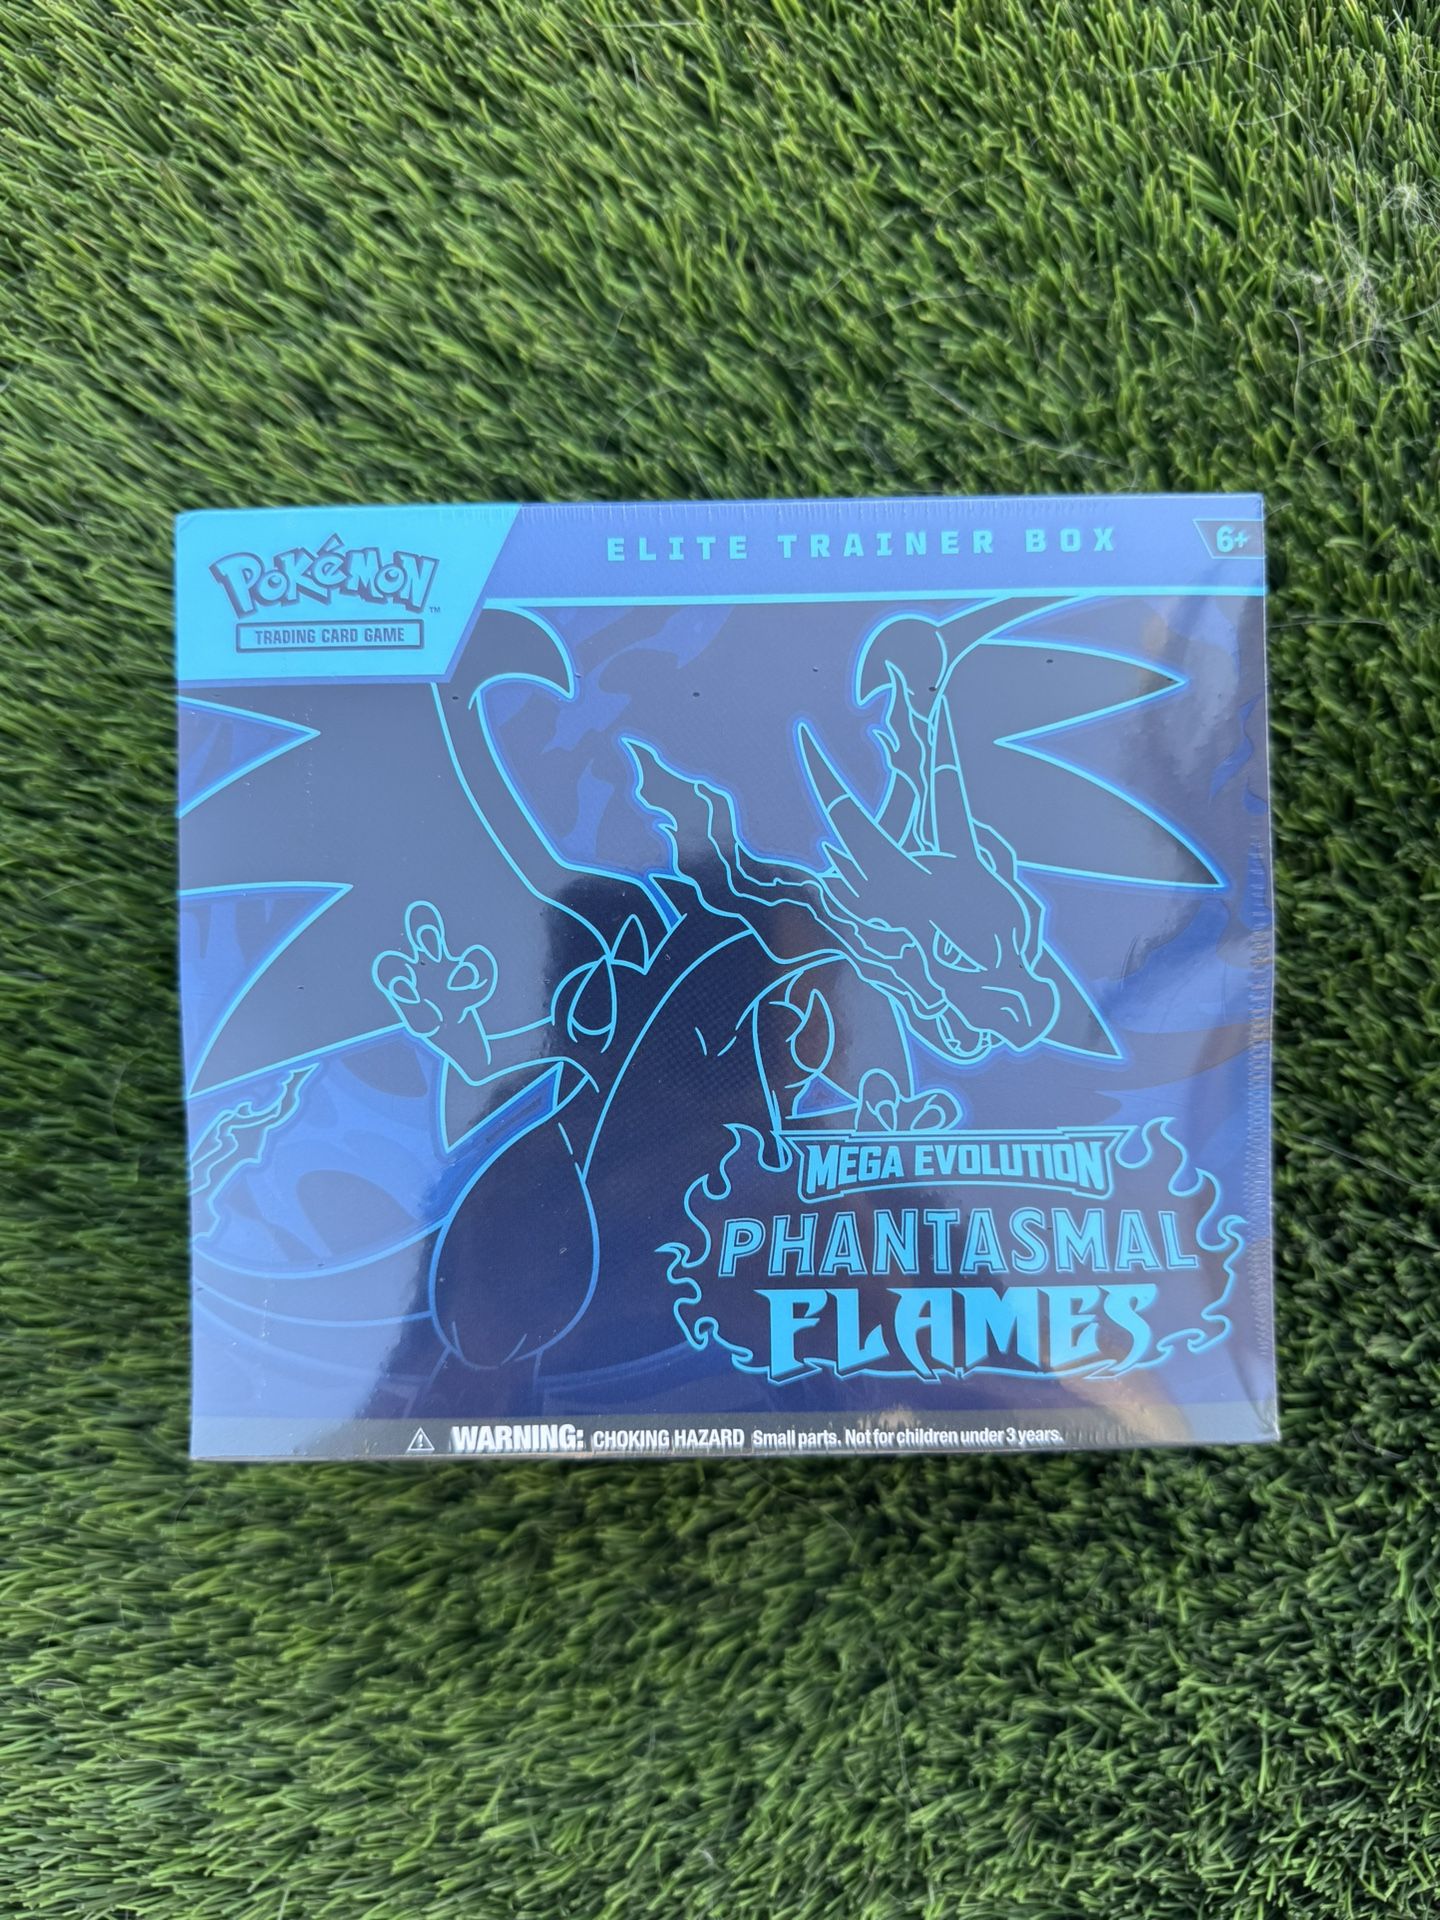 POKéMON™
TRADING CARD GAME
ELITE TRAINER BOX
6+
MEGA EVOLUTION
PHANTASMAL
FLAMES
WARNING: CHOKING HAZARD Small parts. Not for children under 3 years.